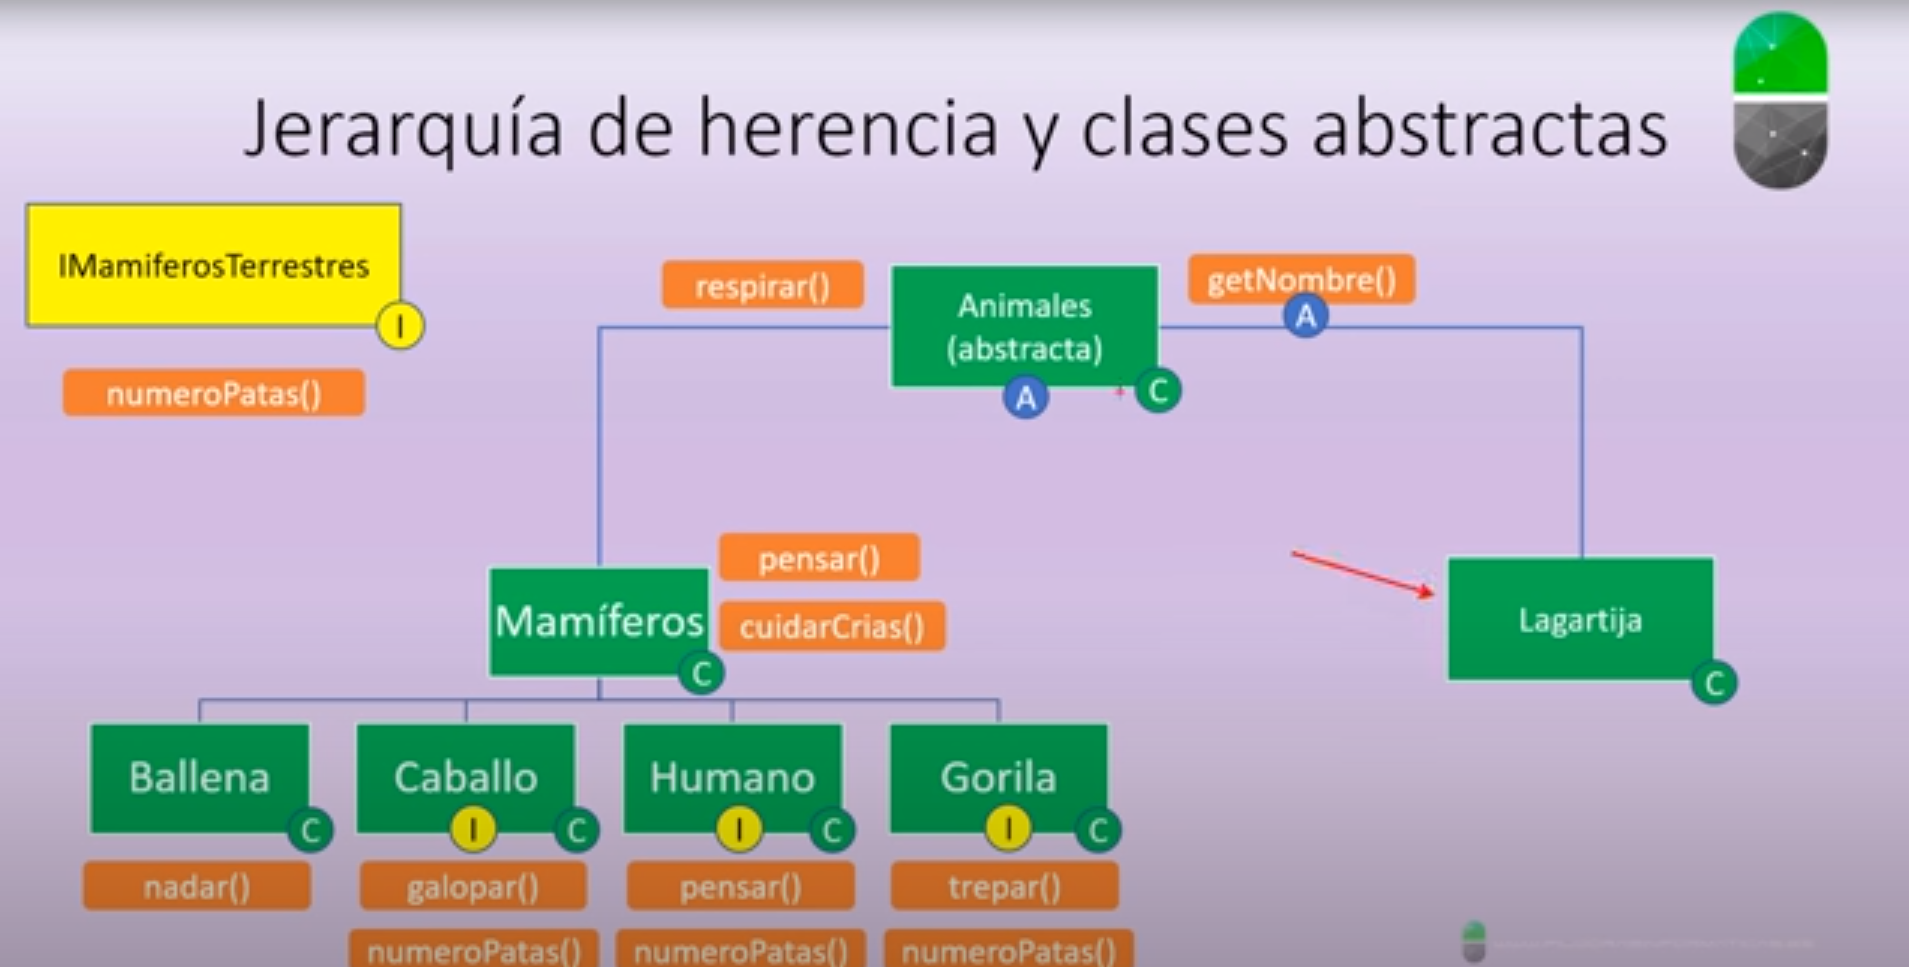 Jerarquía de herencia y clases abstractas
IMamiferosTerrestres
I
numeroPatas()
respirar()
Animales
(abstracta)
A
C
getNombre()
A
pensar()
cuidarCrias()
Mamíferos
C
Lagartija
C
Ballena
C
Caballo
I
C
Humano
I
C
Gorila
I
C
nadar()
galopar()
pensar()
trepar()
numeroPatas()
numeroPatas()
numeroPatas()